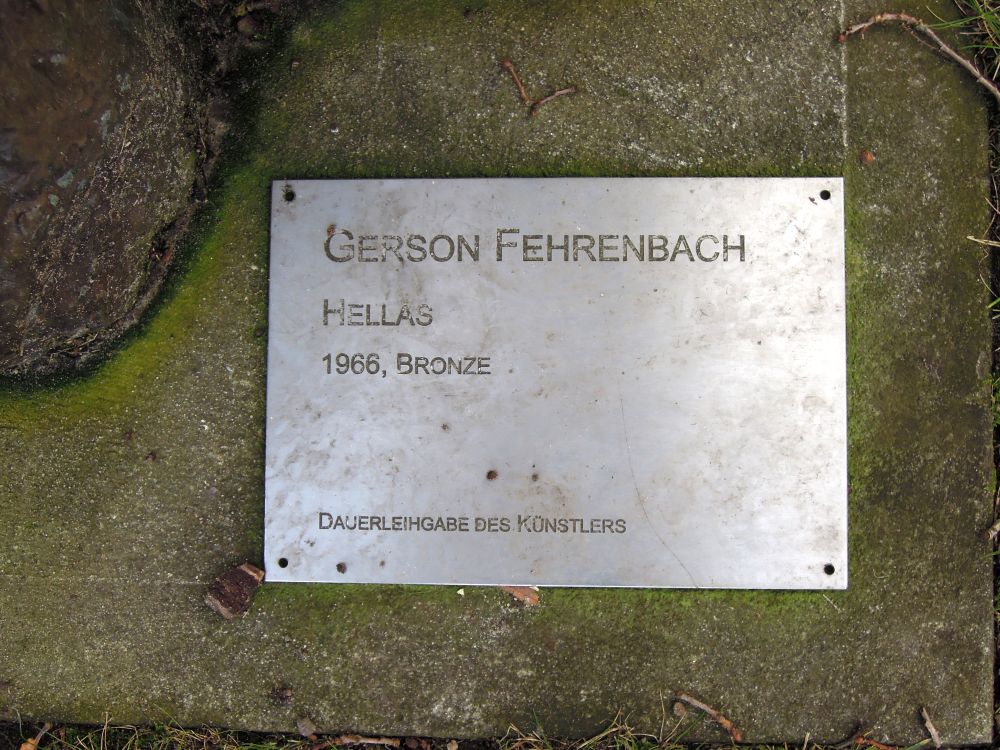 GERSON FEHRENBACH
HELLAS
1966, BRONZE
DAUERLEIHGABE DES KÜNSTLERS